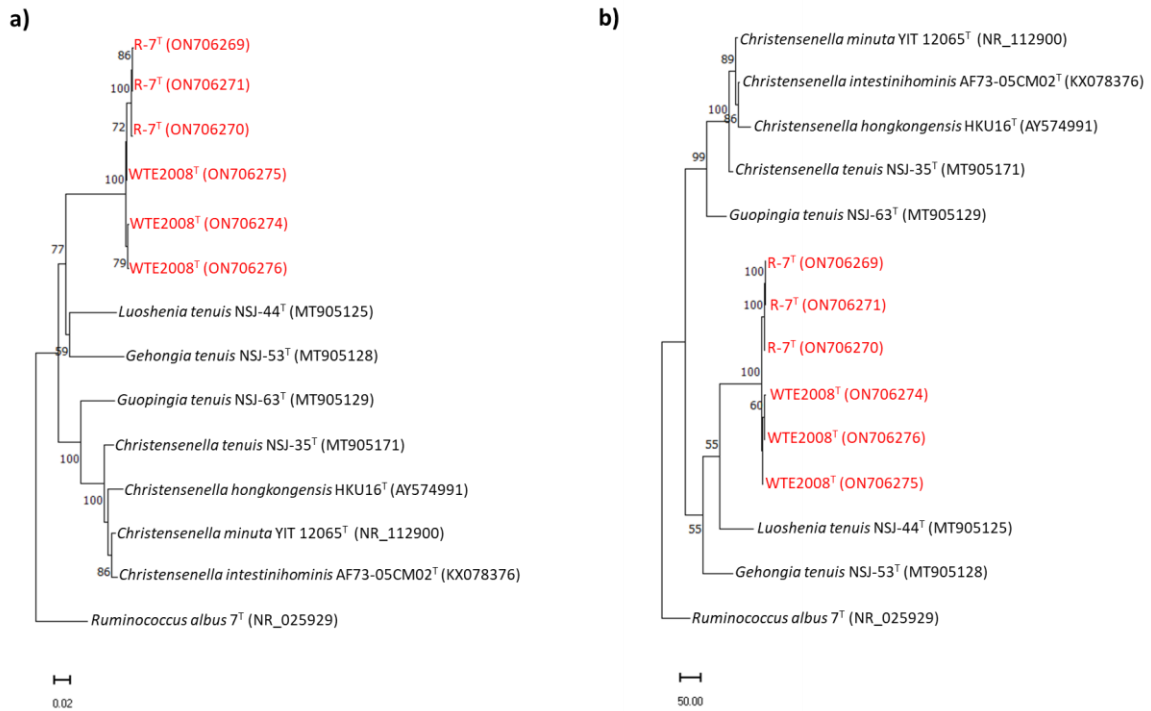 a)
86
R-7ᵀ (ON706269)
100
R-7ᵀ (ON706271)
72
R-7ᵀ (ON706270)
100
WTE2008ᵀ (ON706275)
WTE2008ᵀ (ON706274)
79
WTE2008ᵀ (ON706276)
77
Luoshenia tenuis NSJ-44ᵀ (MT905125)
59
Gehongia tenuis NSJ-53ᵀ (MT905128)
Guopingia tenuis NSJ-63ᵀ (MT905129)
100
Christensenella tenuis NSJ-35ᵀ (MT905171)
100
Christensenella hongkongensis HKU16ᵀ (AY574991)
Christensenella minuta YIT 12065ᵀ (NR_112900)
86
Christensenella intestinihominis AF73-05CM02ᵀ (KX078376)
Ruminococcus albus 7ᵀ (NR_025929)
0.02
b)
Christensenella minuta YIT 12065ᵀ (NR_112900)
89
Christensenella intestinihominis AF73-05CM02ᵀ (KX078376)
100
86
Christensenella hongkongensis HKU16ᵀ (AY574991)
99
Christensenella tenuis NSJ-35ᵀ (MT905171)
Guopingia tenuis NSJ-63ᵀ (MT905129)
100
R-7ᵀ (ON706269)
100
R-7ᵀ (ON706271)
R-7ᵀ (ON706270)
100
WTE2008ᵀ (ON706274)
60
WTE2008ᵀ (ON706276)
55
WTE2008ᵀ (ON706275)
55
Luoshenia tenuis NSJ-44ᵀ (MT905125)
Gehongia tenuis NSJ-53ᵀ (MT905128)
Ruminococcus albus 7ᵀ (NR_025929)
50.00